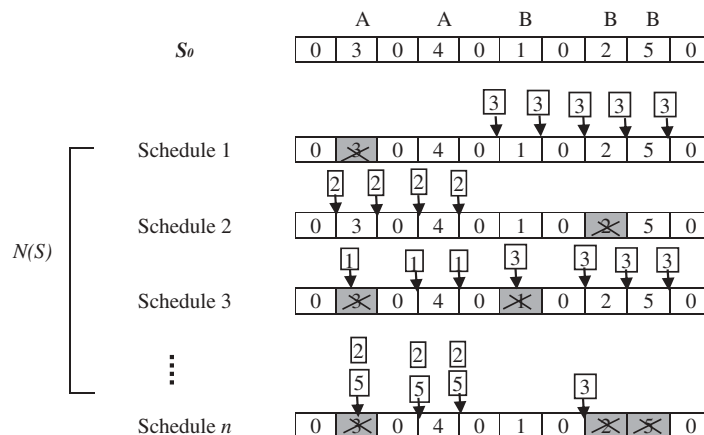 A A B B B
S₀ 0 3 0 4 0 1 0 2 5 0
3 3 3 3 3
Schedule 1 0 3 0 4 0 1 0 2 5 0
2 2 2 2
Schedule 2 0 3 0 4 0 1 0 2 5 0
N(S)
1 1 1 3 3 3 3
Schedule 3 0 3 0 4 0 1 0 2 5 0
2 2 2
5 5 5 3
Schedule n 0 3 0 4 0 1 0 2 5 0